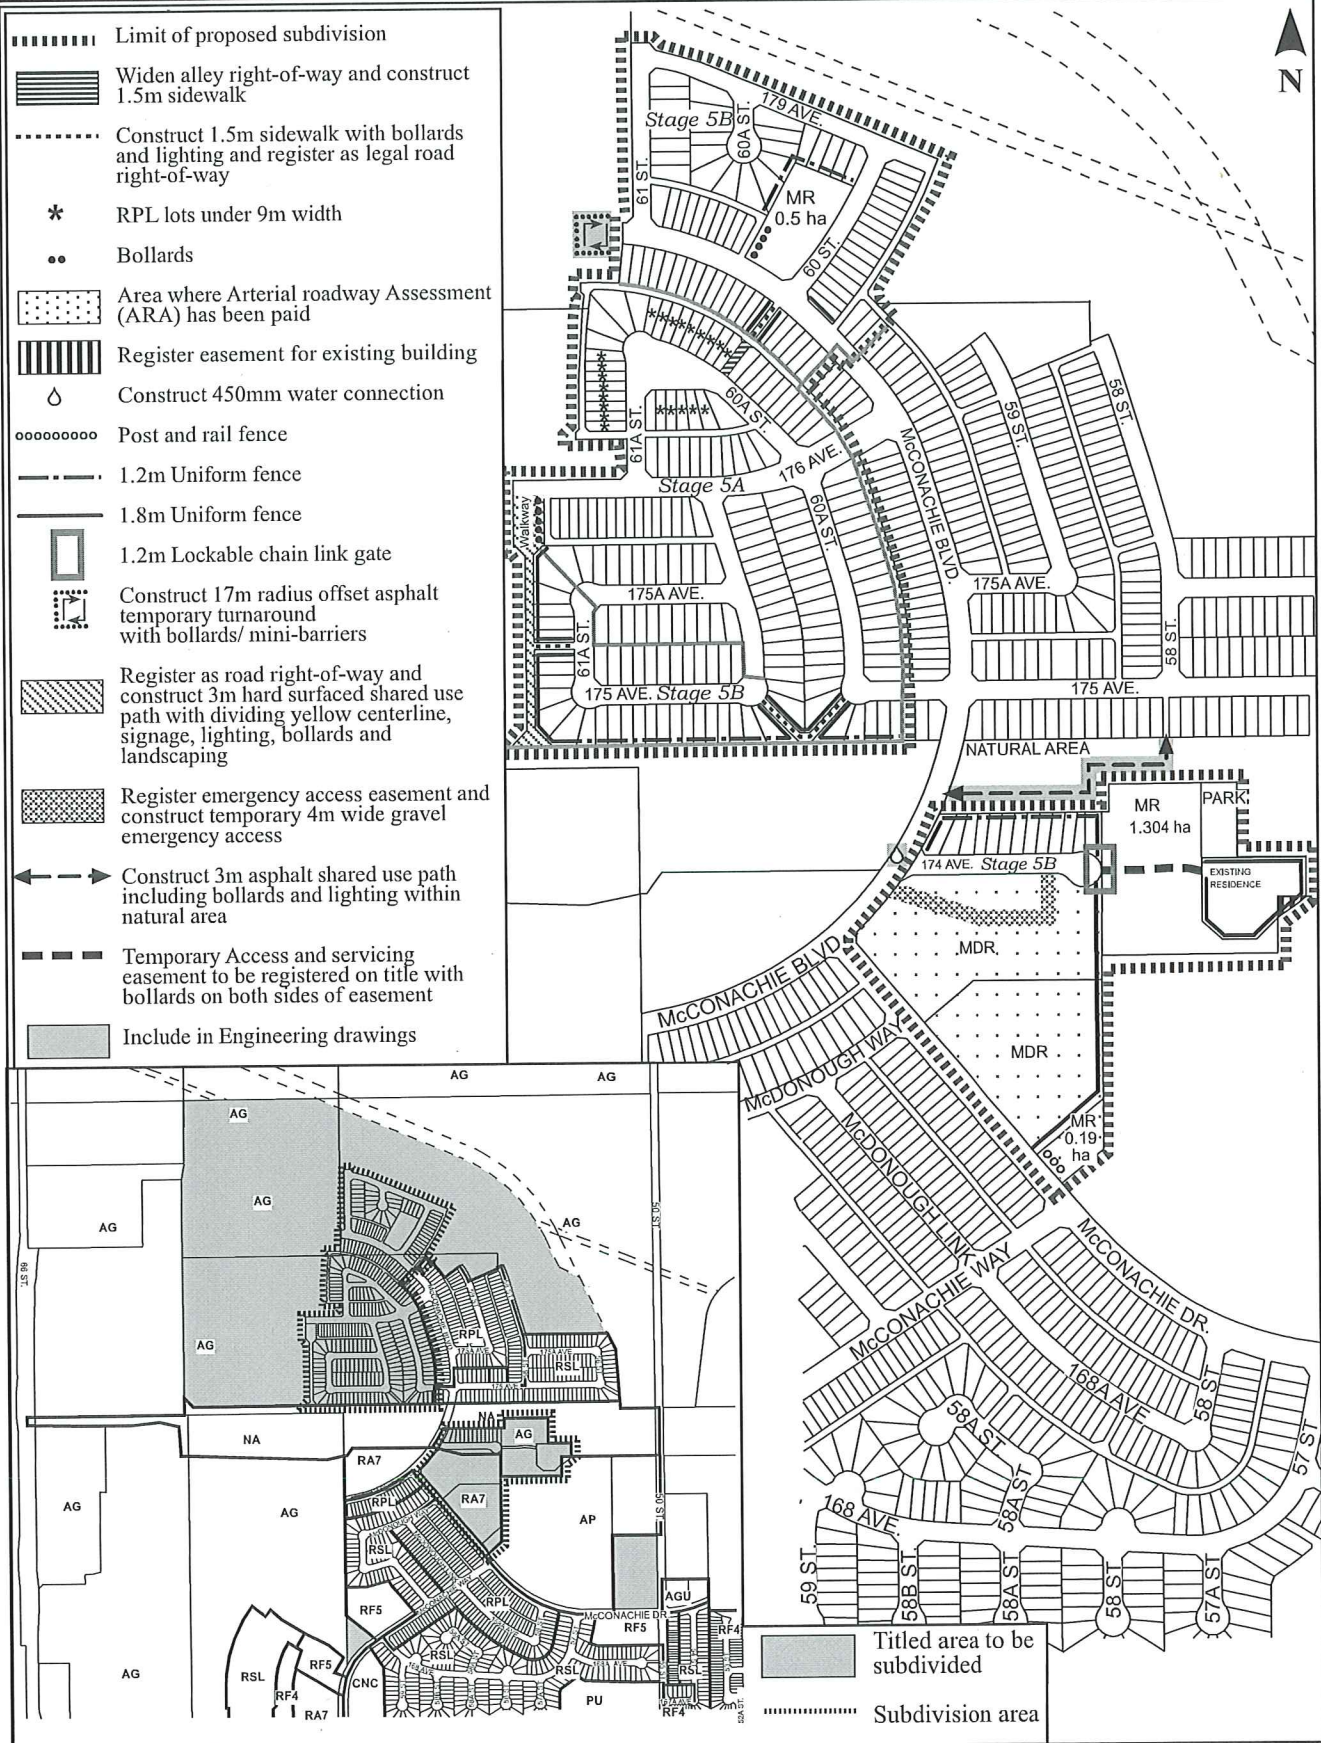 Limit of proposed subdivision
Widen alley right-of-way and construct
1.5m sidewalk
Construct 1.5m sidewalk with bollards
and lighting and register as legal road
right-of-way
RPL lots under 9m width
Bollards
Area where Arterial roadway Assessment
(ARA) has been paid
Register easement for existing building
Construct 450mm water connection
Post and rail fence
1.2m Uniform fence
1.8m Uniform fence
1.2m Lockable chain link gate
Construct 17m radius offset asphalt
temporary turnaround
with bollards/ mini-barriers
Register as road right-of-way and
construct 3m hard surfaced shared use
path with dividing yellow centerline,
signage, lighting, bollards and
landscaping
Register emergency access easement and
construct temporary 4m wide gravel
emergency access
Construct 3m asphalt shared use path
including bollards and lighting within
natural area
Temporary Access and servicing
easement to be registered on title with
bollards on both sides of easement
Include in Engineering drawings
N
179 AVE.
Stage 5B
60A ST.
61 ST.
MR
0.5 ha
60 ST.
60A ST.
61A ST.
176 AVE.
Stage 5A
60A ST.
McCONACHIE BLVD.
59 ST.
58 ST.
Walkway
175A AVE.
175A AVE.
61A ST.
58 ST.
175 AVE. Stage 5B
175 AVE.
NATURAL AREA
MR
1.304 ha
PARK
174 AVE. Stage 5B
EXISTING
RESIDENCE
MDR
McCONACHIE BLVD.
MDR
McDONOUGH WAY
MR
0.19
ha
McDONOUGH LINK
McCONACHIE WAY
McCONACHIE DR.
168A AVE
58 ST
57 ST
58A ST
58A ST
168 AVE.
59 ST.
58B ST.
58A ST
58 ST
57A ST
AG
AG
AG
AG
AG
AG
50 ST.
66 ST.
AG
RPL
RSL
175 AVE
NA
NA
AG
RA7
AG
AG
RPL
RA7
AP
50 ST.
RSL
RPL
AGU
RF5
McCONACHIE DR.
RF5
RF4
AG
RSL
RF5
RSL
RSL
RSL
RF4
CNC
RA7
PU
RF4
52A ST.
Titled area to be
subdivided
Subdivision area